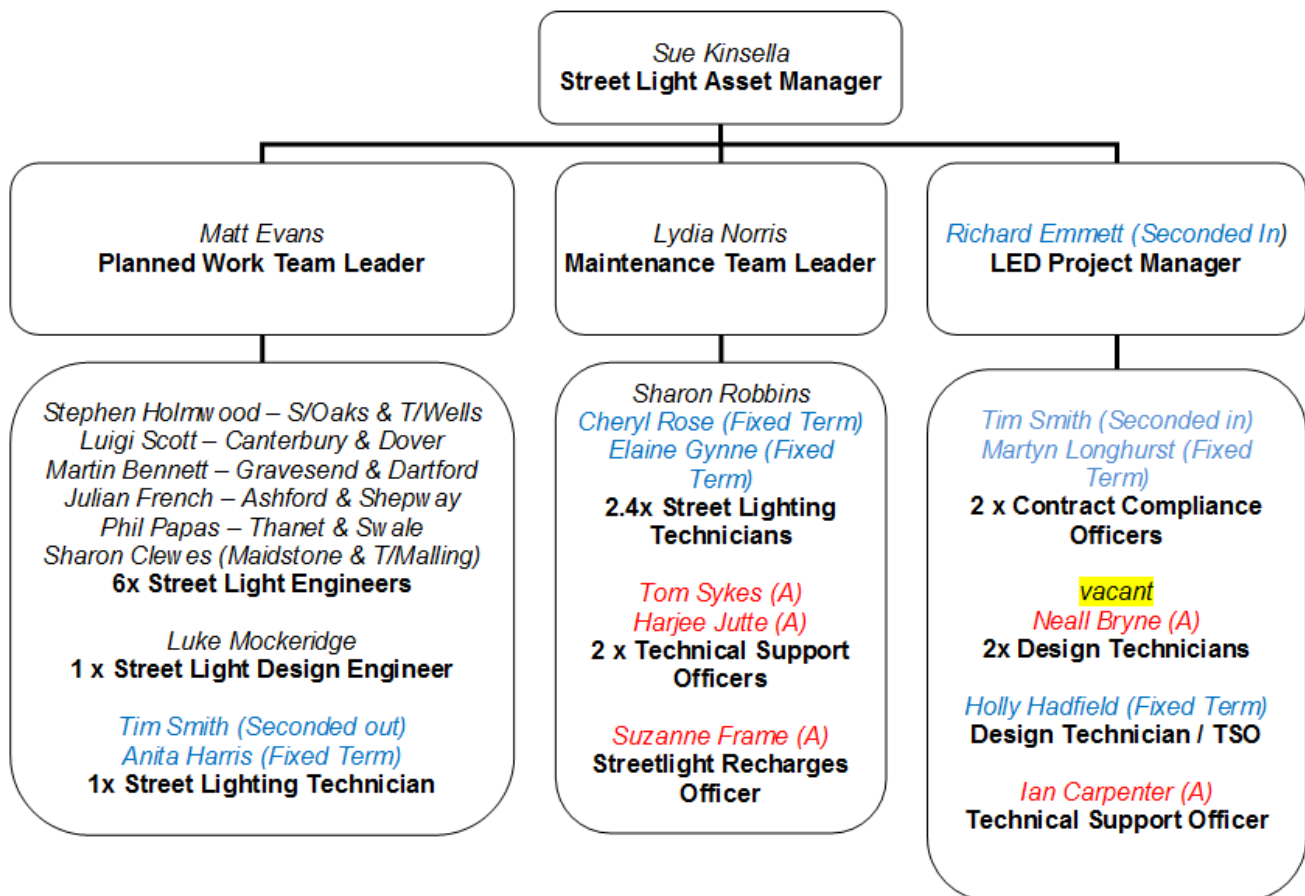 Sue Kinsella
Street Light Asset Manager
Matt Evans
Planned Work Team Leader
Lydia Norris
Maintenance Team Leader
Richard Emmett (Seconded In)
LED Project Manager
Stephen Holmwood – S/Oaks & T/Wells
Luigi Scott – Canterbury & Dover
Martin Bennett – Gravesend & Dartford
Julian French – Ashford & Shepway
Phil Papas – Thanet & Swale
Sharon Clewes (Maidstone & T/Malling)
6x Street Light Engineers
Luke Mockeridge
1 x Street Light Design Engineer
Tim Smith (Seconded out)
Anita Harris (Fixed Term)
1x Street Lighting Technician
Sharon Robbins
Cheryl Rose (Fixed Term)
Elaine Gynne (Fixed
Term)
2.4x Street Lighting
Technicians
Tom Sykes (A)
Harjee Jutte (A)
2 x Technical Support
Officers
Suzanne Frame (A)
Streetlight Recharges
Officer
Tim Smith (Seconded in)
Martyn Longhurst (Fixed
Term)
2 x Contract Compliance
Officers
vacant
Neall Bryne (A)
2x Design Technicians
Holly Hadfield (Fixed Term)
Design Technician / TSO
Ian Carpenter (A)
Technical Support Officer